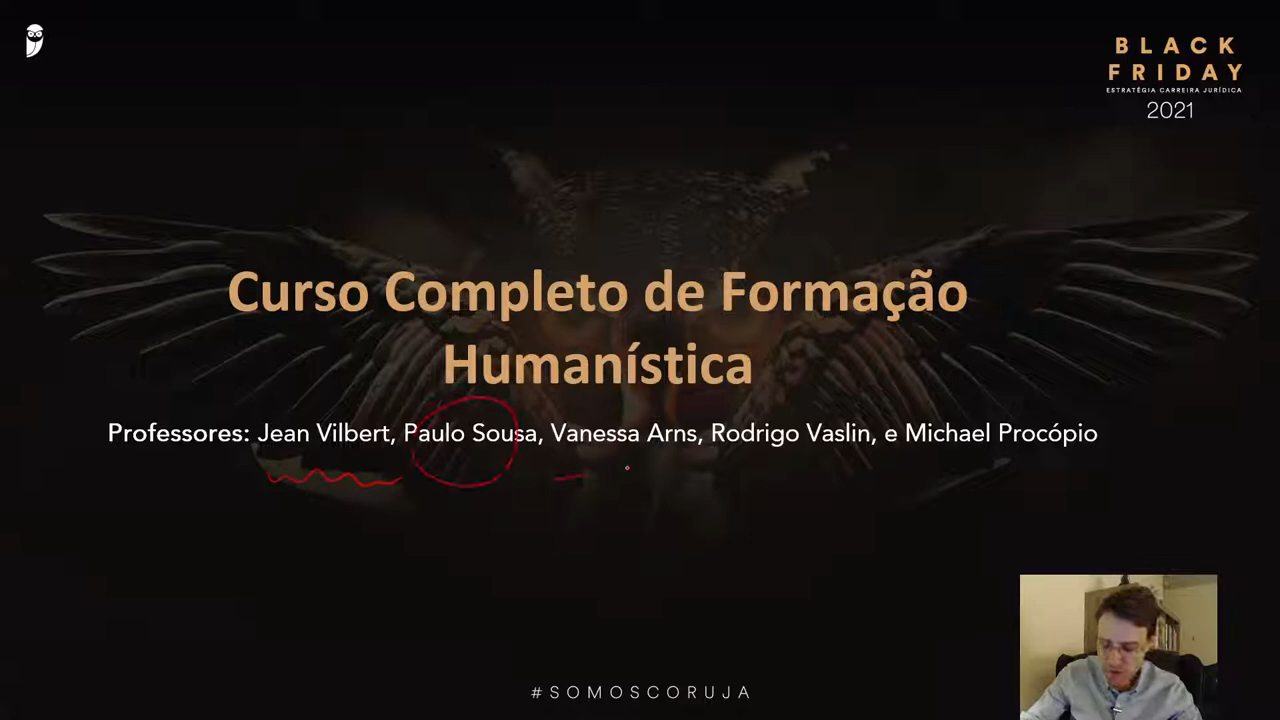 BLACK
FRIDAY
ESTRATÉGIA CARREIRA JURÍDICA
2021
Curso Completo de Formação
Humanística
Professores: Jean Vilbert, Paulo Sousa, Vanessa Arns, Rodrigo Vaslin, e Michael Procópio
#SOMOSCORUJA